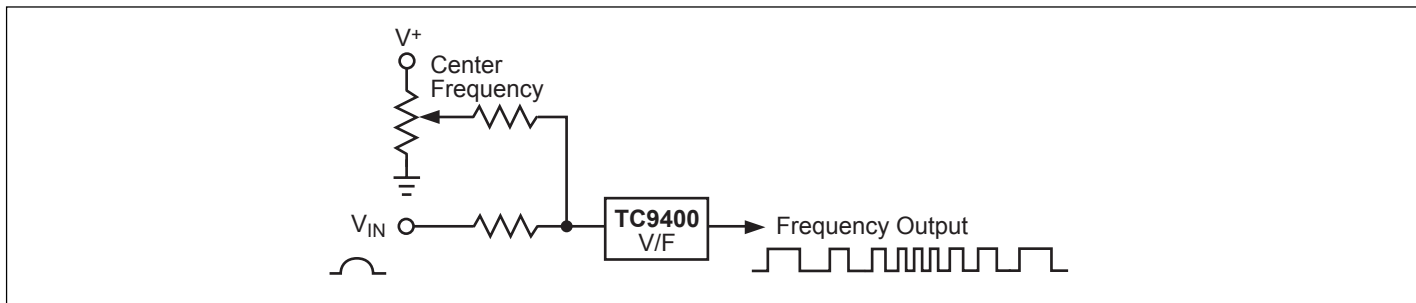 V+
Center
Frequency
VIN
TC9400
V/F
Frequency Output